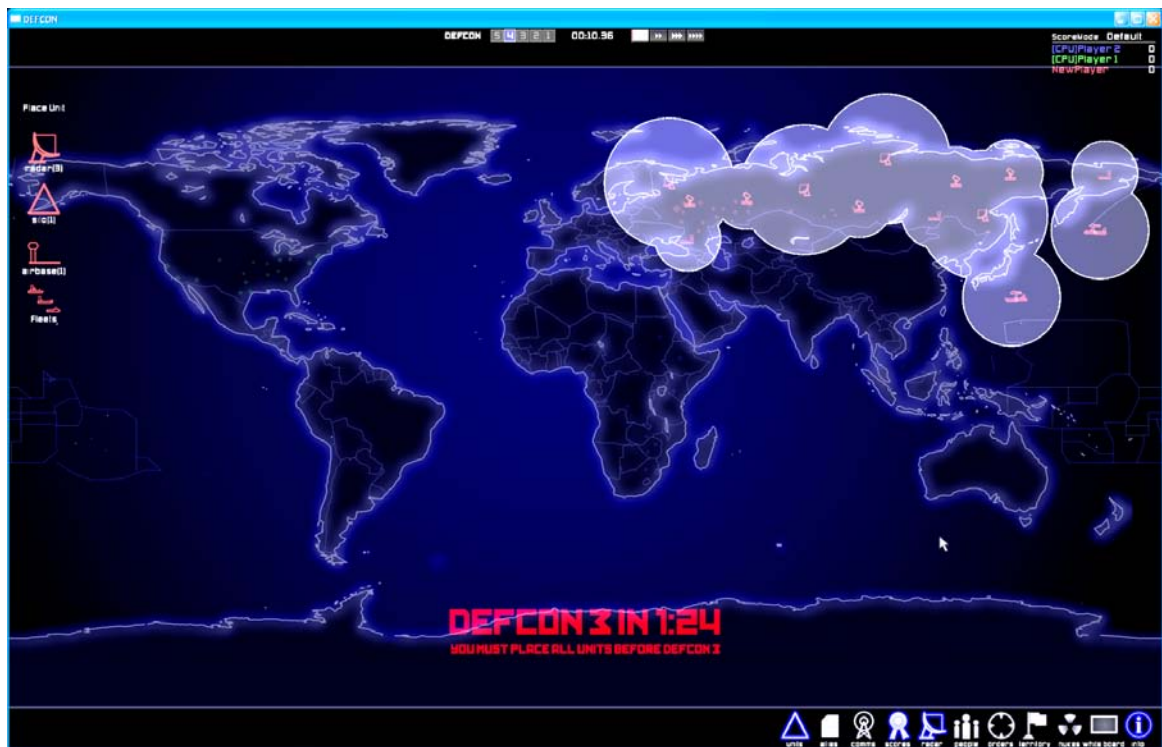 DEFCON
DEFCON 5 4 3 2 1 00:10.36
ScoreMode Default
[CPU]Player 2 0
[CPU]Player 1 0
NewPlayer 0
Place Unit
radar(3)
silo(1)
airbase(1)
Fleets
DEFCON 3 IN 1:24
YOU MUST PLACE ALL UNITS BEFORE DEFCON 3
units allies comms scores radar people orders territory nukes white board info